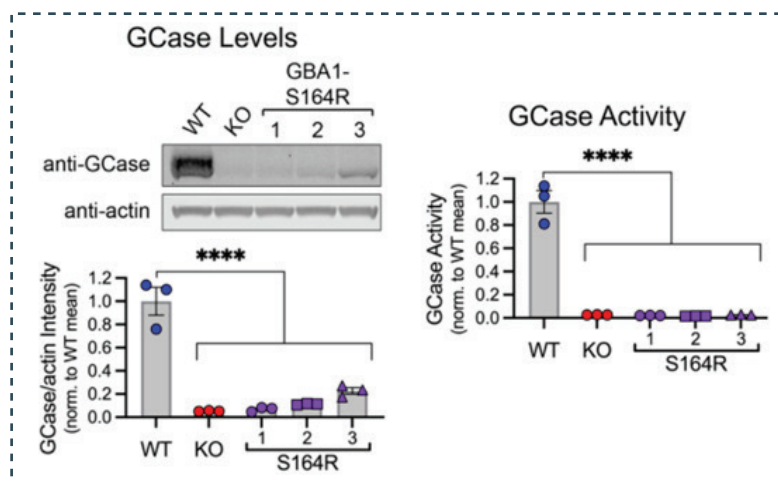 GCase Levels
GBA1-
S164R
WT KO 1 2 3
anti-GCase
anti-actin
****
GCase/actin Intensity
(norm. to WT mean)
1.2
1.0
0.8
0.6
0.4
0.2
0.0
WT KO 1 2 3
S164R
GCase Activity
****
GCase Activity
(norm. to WT mean)
1.2
1.0
0.8
0.6
0.4
0.2
0.0
WT KO 1 2 3
S164R